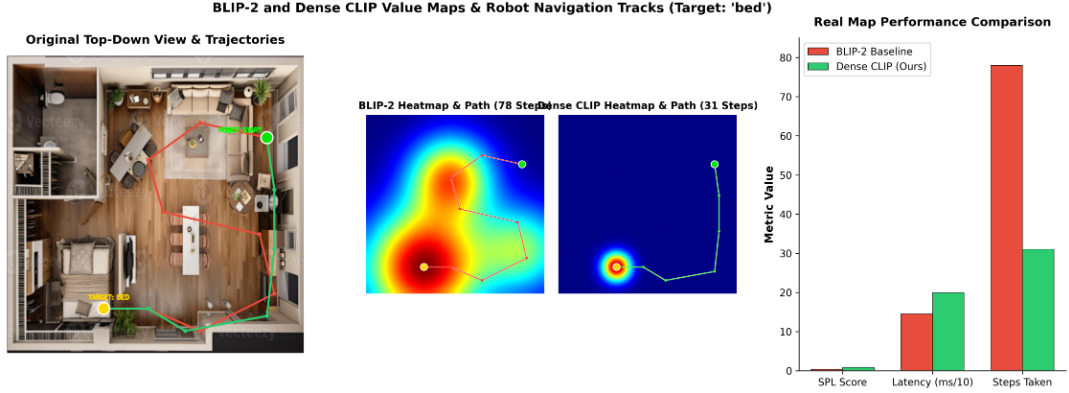 BLIP-2 and Dense CLIP Value Maps & Robot Navigation Tracks (Target: 'bed')
Original Top-Down View & Trajectories
TARGET: BED
BLIP-2 Heatmap & Path (78 Steps)
Dense CLIP Heatmap & Path (31 Steps)
Real Map Performance Comparison
BLIP-2 Baseline
Dense CLIP (Ours)
Metric Value
80
70
60
50
40
30
20
10
0
SPL Score
Latency (ms/10)
Steps Taken